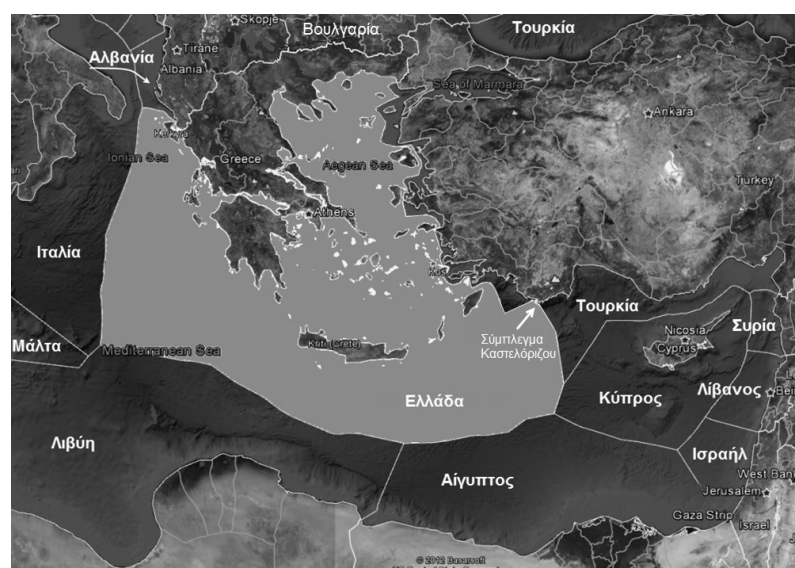 Skopje
Βουλγαρία
Τουρκία
Tirane
Αλβανία
Albania
Sea of Marmara
Ankara
Kerkyra
Ionian Sea
Greece
Aegean Sea
Turkey
Athens
Ιταλία
Kos
Τουρκία
Σύμπλεγμα
Καστελόριζου
Nicosia
Cyprus
Συρία
Μάλτα
Mediterranean Sea
Kriti (Crete)
Ελλάδα
Κύπρος
Λίβανος
Bei
Λιβύη
Αίγυπτος
Ισραήλ
West Ban
Jerusalem
Gaza Strip
Israel
© 2012 Basarsoft